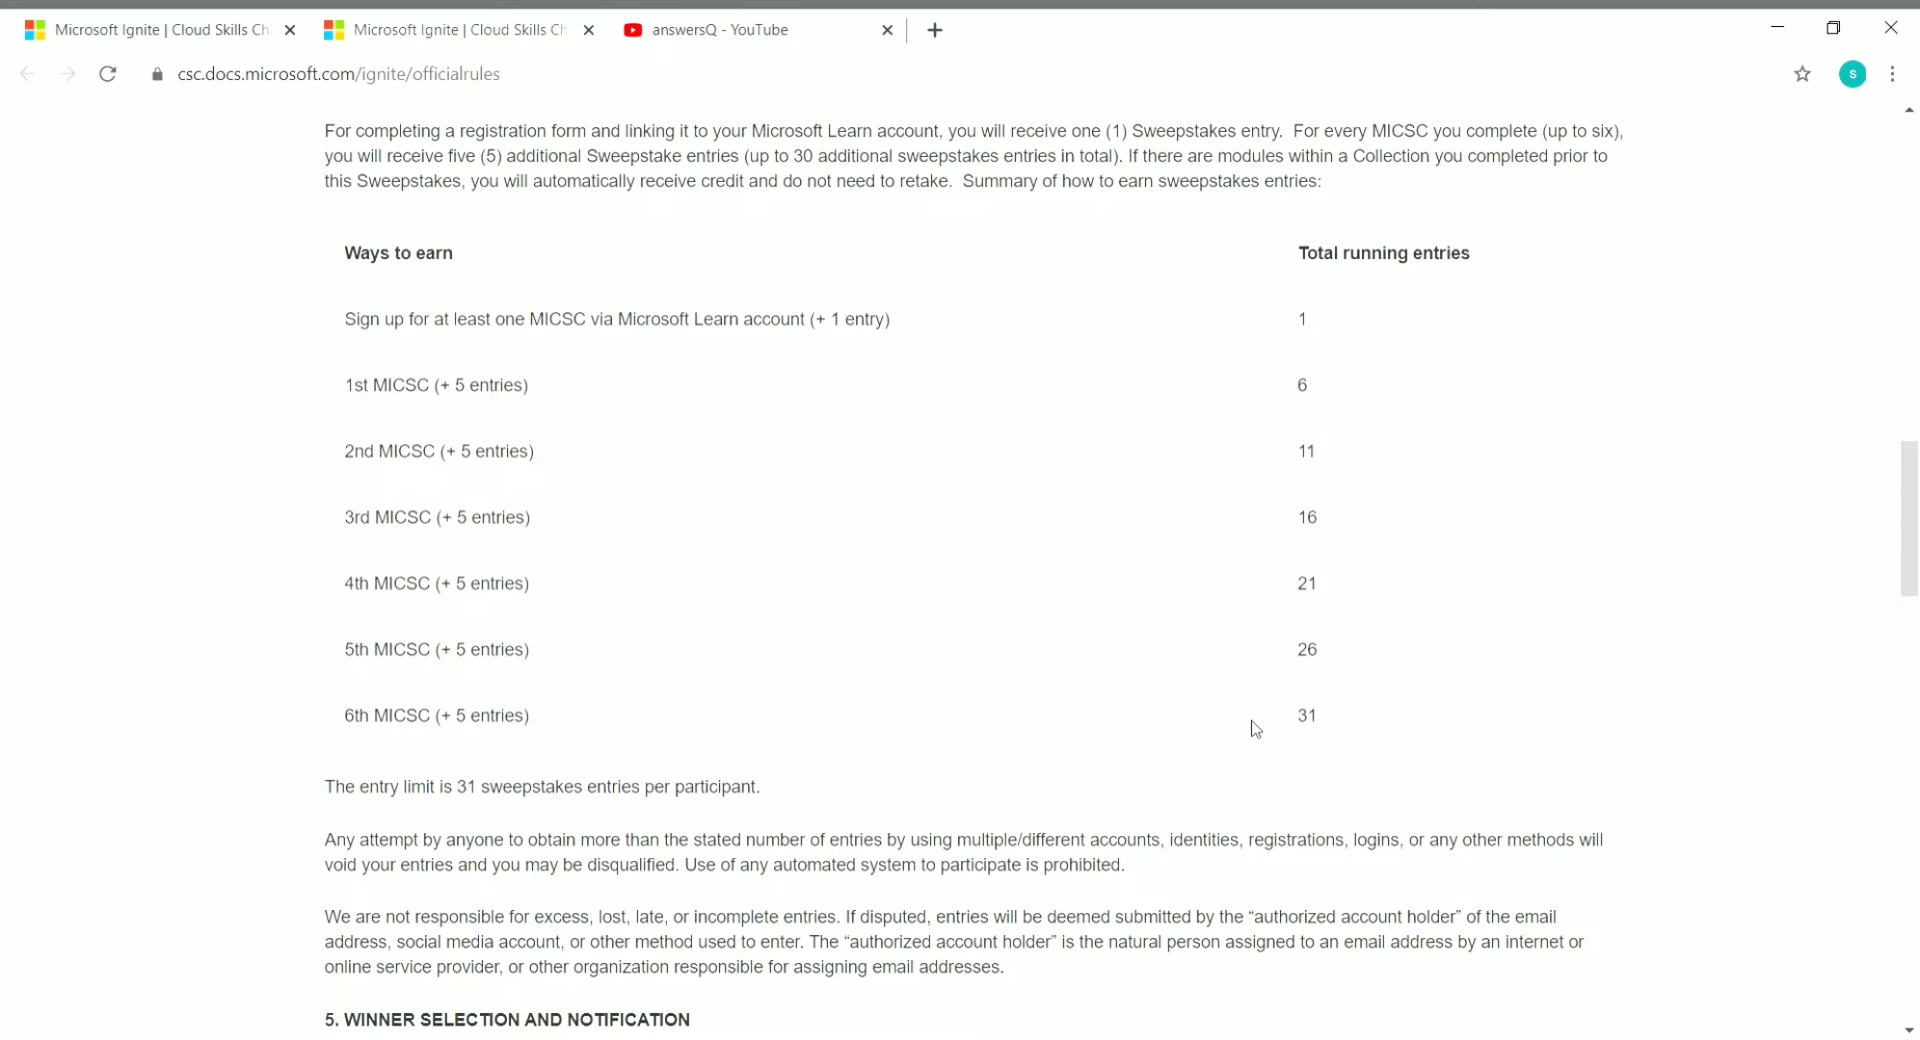 Microsoft Ignite | Cloud Skills Ch
Microsoft Ignite | Cloud Skills Ch
answersQ - YouTube
csc.docs.microsoft.com/ignite/officialrules
S
For completing a registration form and linking it to your Microsoft Learn account, you will receive one (1) Sweepstakes entry.  For every MICSC you complete (up to six),
you will receive five (5) additional Sweepstake entries (up to 30 additional sweepstakes entries in total). If there are modules within a Collection you completed prior to
this Sweepstakes, you will automatically receive credit and do not need to retake.  Summary of how to earn sweepstakes entries:
Ways to earn Total running entries
Sign up for at least one MICSC via Microsoft Learn account (+ 1 entry) 1
1st MICSC (+ 5 entries) 6
2nd MICSC (+ 5 entries) 11
3rd MICSC (+ 5 entries) 16
4th MICSC (+ 5 entries) 21
5th MICSC (+ 5 entries) 26
6th MICSC (+ 5 entries) 31
The entry limit is 31 sweepstakes entries per participant.
Any attempt by anyone to obtain more than the stated number of entries by using multiple/different accounts, identities, registrations, logins, or any other methods will
void your entries and you may be disqualified. Use of any automated system to participate is prohibited.
We are not responsible for excess, lost, late, or incomplete entries. If disputed, entries will be deemed submitted by the “authorized account holder” of the email
address, social media account, or other method used to enter. The “authorized account holder” is the natural person assigned to an email address by an internet or
online service provider, or other organization responsible for assigning email addresses.
5. WINNER SELECTION AND NOTIFICATION